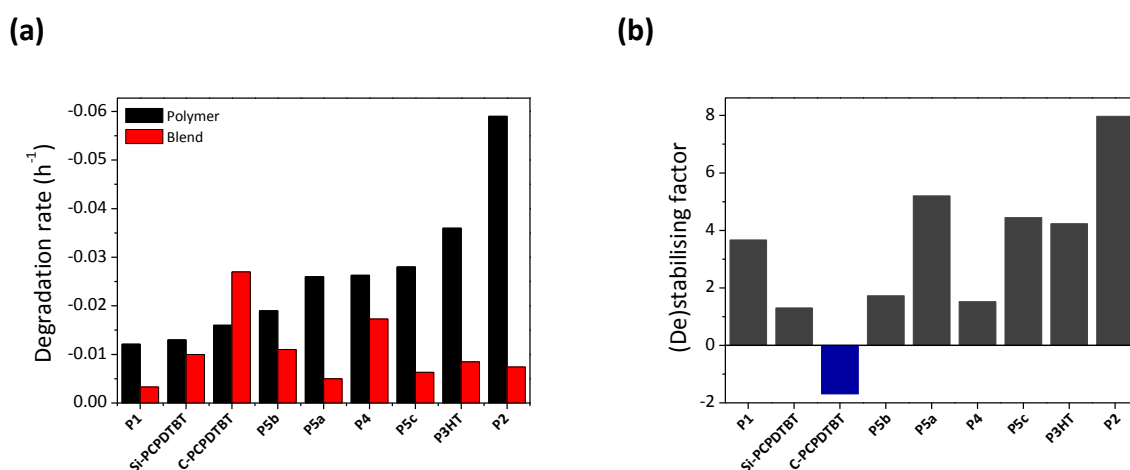 (a)
(b)
Degradation rate (h⁻¹)
-0.06
-0.05
-0.04
-0.03
-0.02
-0.01
0.00
Polymer
Blend
P1
Si-PCPDTBT
C-PCPDTBT
P5b
P5a
P4
P5c
P3HT
P2
(De)stabilising factor
8
6
4
2
0
-2
P1
Si-PCPDTBT
C-PCPDTBT
P5b
P5a
P4
P5c
P3HT
P2